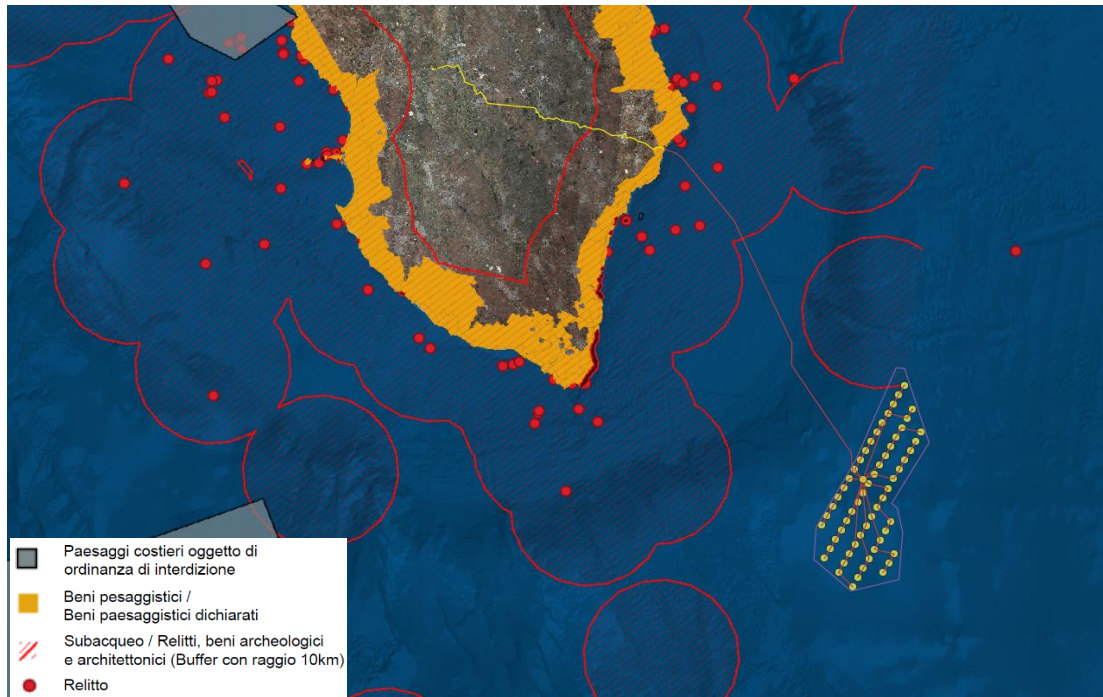 Paesaggi costieri oggetto di
ordinanza di interdizione
Beni pesaggistici /
Beni paesaggistici dichiarati
Subacqueo / Relitti, beni archeologici
e architettonici (Buffer con raggio 10km)
Relitto